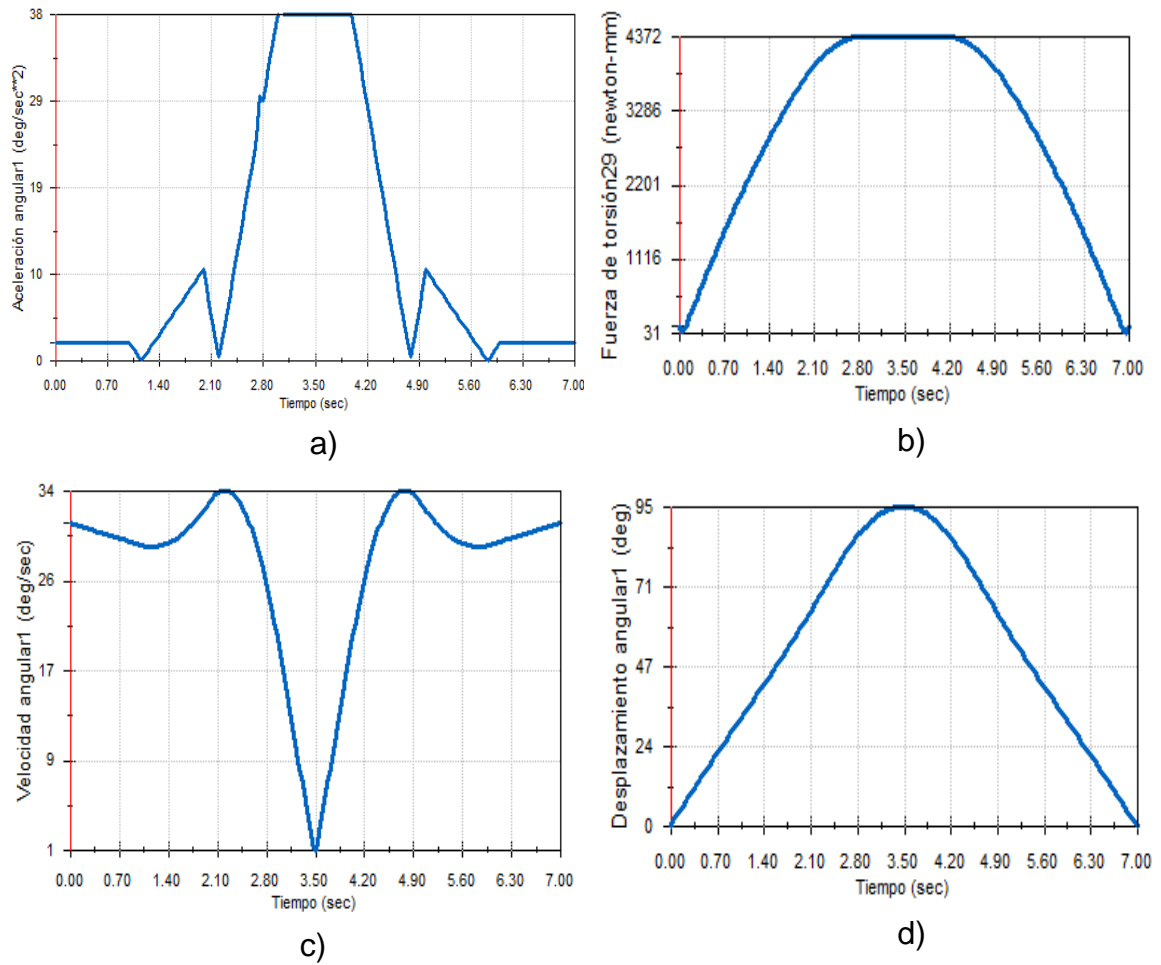 38
29
19
10
0
Aceleración angular1 (deg/sec**2)
0.00 0.70 1.40 2.10 2.80 3.50 4.20 4.90 5.60 6.30 7.00
Tiempo (sec)
a)
4372
3286
2201
1116
31
Fuerza de torsión29 (newton-mm)
0.00 0.70 1.40 2.10 2.80 3.50 4.20 4.90 5.60 6.30 7.00
Tiempo (sec)
b)
34
26
17
9
1
Velocidad angular1 (deg/sec)
0.00 0.70 1.40 2.10 2.80 3.50 4.20 4.90 5.60 6.30 7.00
Tiempo (sec)
c)
95
71
47
24
0
Desplazamiento angular1 (deg)
0.00 0.70 1.40 2.10 2.80 3.50 4.20 4.90 5.60 6.30 7.00
Tiempo (sec)
d)